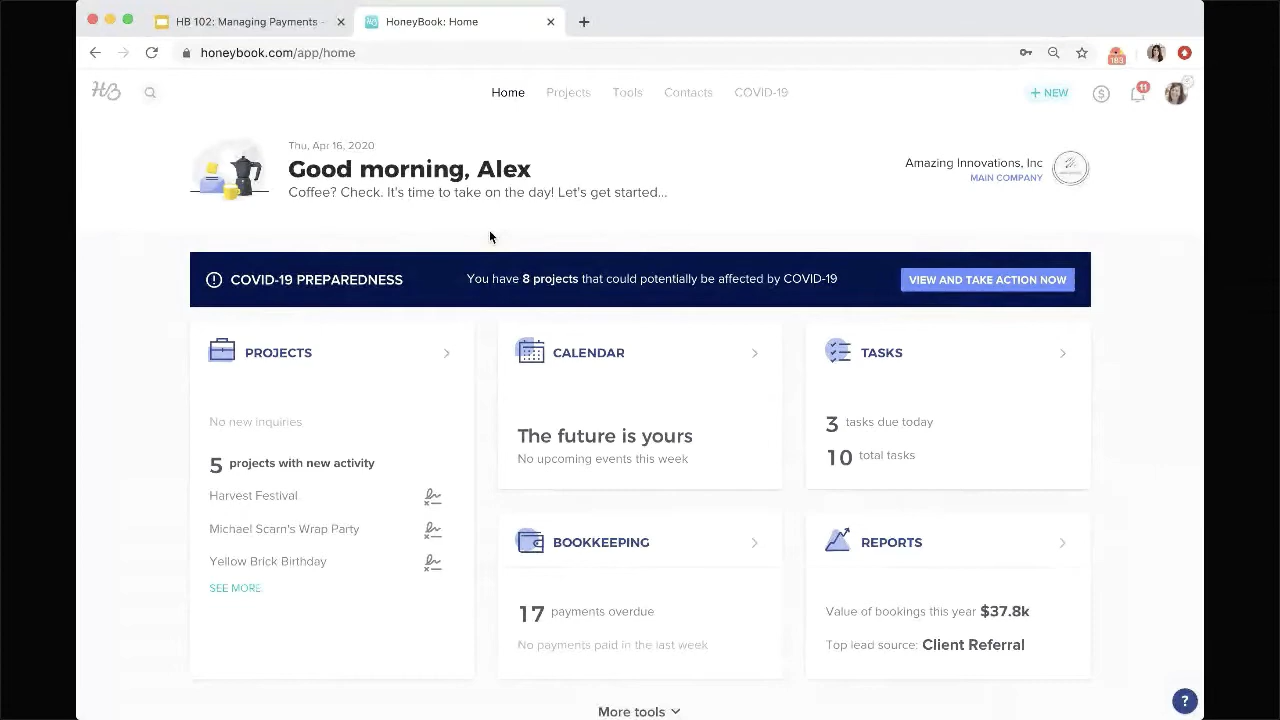 HB 102: Managing Payments -
HoneyBook: Home
honeybook.com/app/home
183
HB
Home
Projects
Tools
Contacts
COVID-19
+ NEW
$
11
Thu, Apr 16, 2020
Good morning, Alex
Coffee? Check. It's time to take on the day! Let's get started...
Amazing Innovations, Inc
MAIN COMPANY
COVID-19 PREPAREDNESS
You have 8 projects that could potentially be affected by COVID-19
VIEW AND TAKE ACTION NOW
PROJECTS
No new inquiries
5 projects with new activity
Harvest Festival
Michael Scarn's Wrap Party
Yellow Brick Birthday
SEE MORE
CALENDAR
The future is yours
No upcoming events this week
TASKS
3 tasks due today
10 total tasks
BOOKKEEPING
17 payments overdue
No payments paid in the last week
REPORTS
Value of bookings this year $37.8k
Top lead source: Client Referral
More tools
?